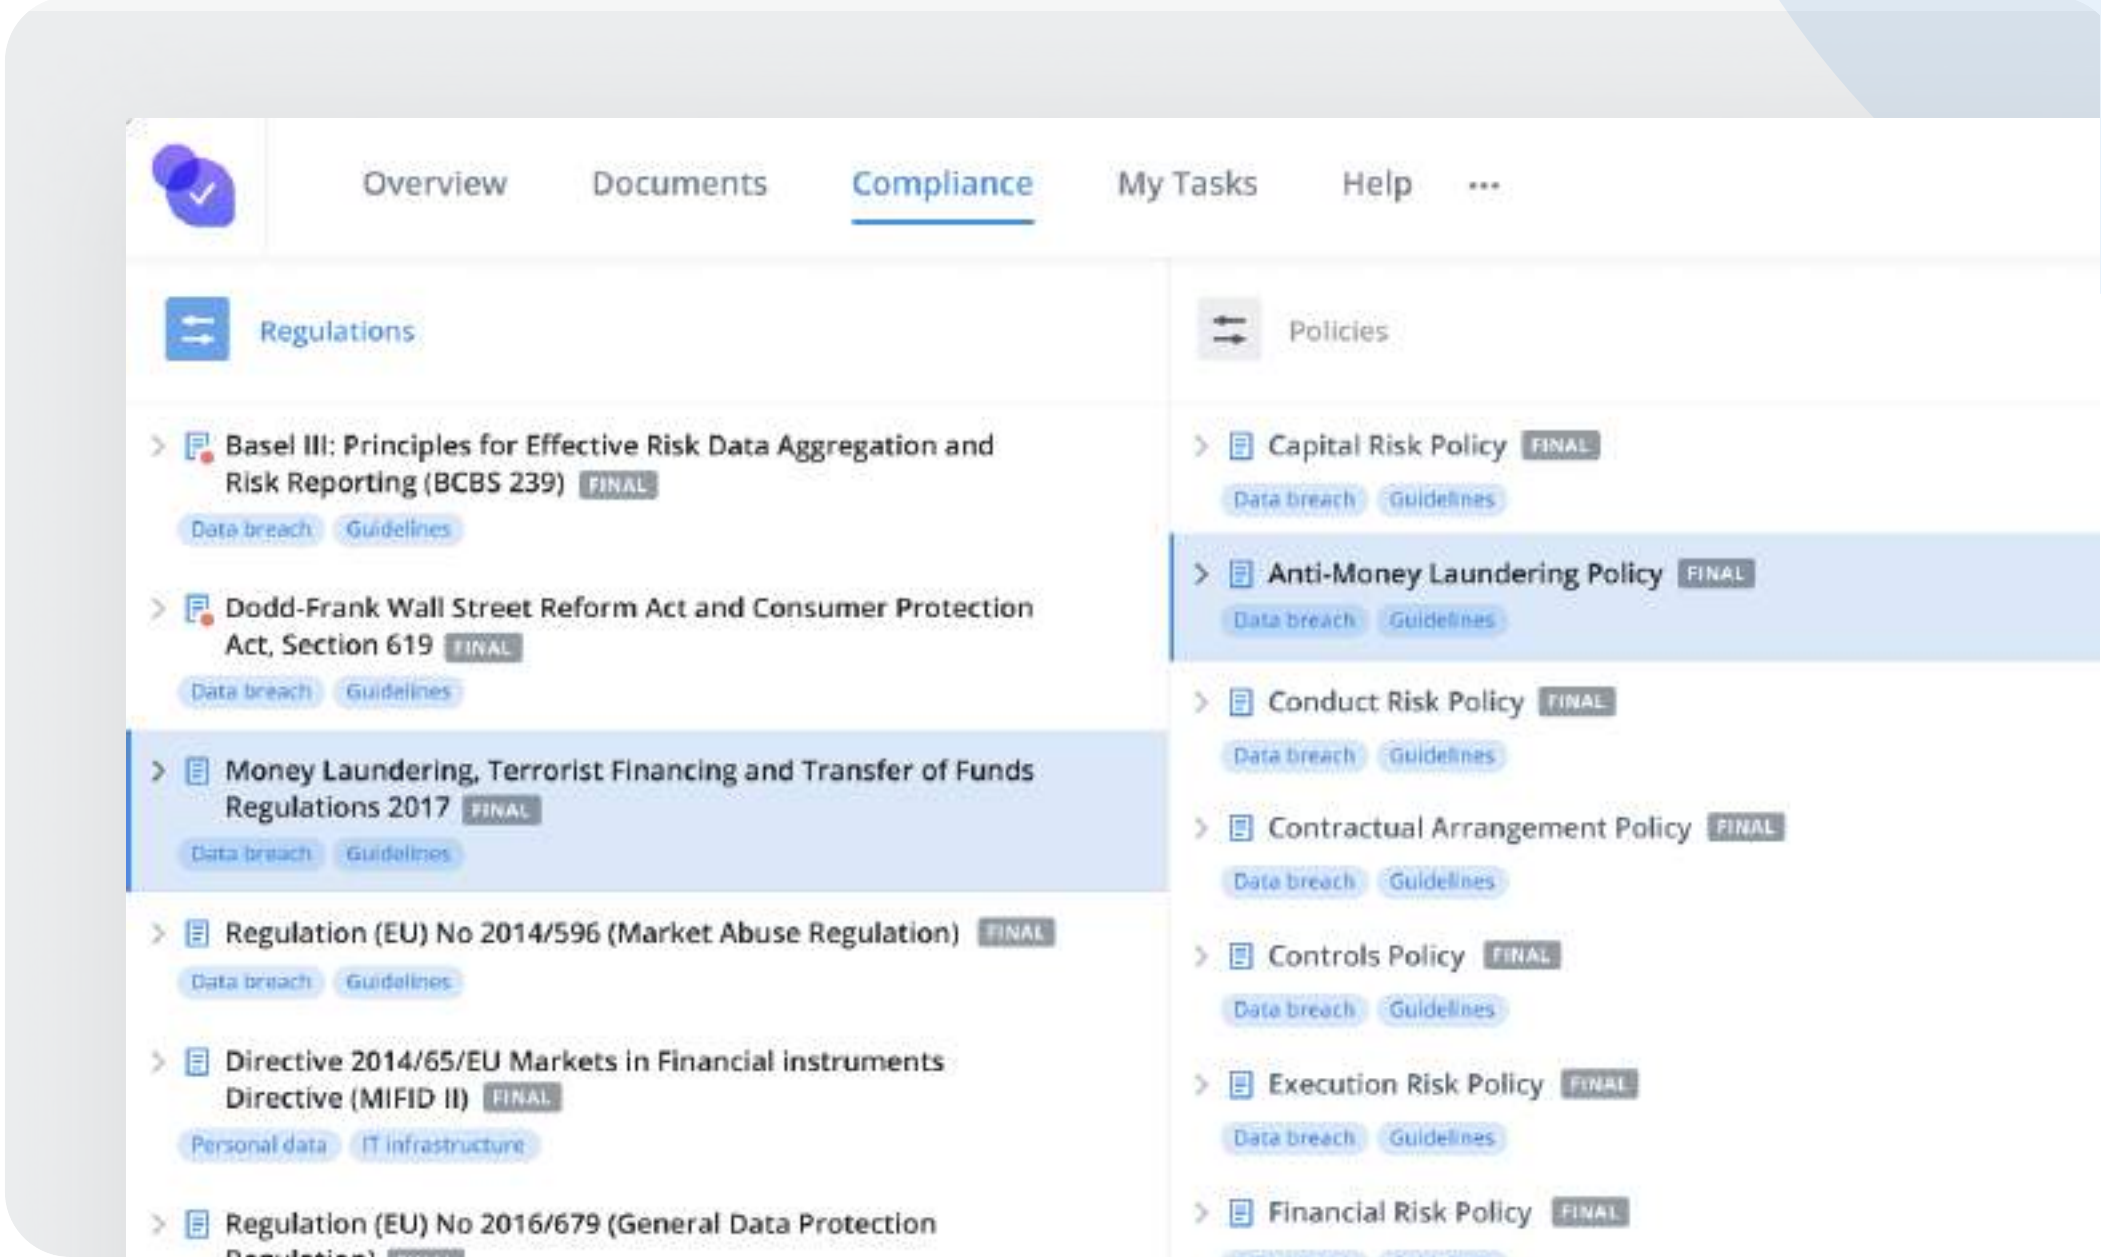 Overview Documents Compliance My Tasks Help ...
Regulations
Basel III: Principles for Effective Risk Data Aggregation and
Risk Reporting (BCBS 239) FINAL
Data breach Guidelines
Dodd-Frank Wall Street Reform Act and Consumer Protection
Act, Section 619 FINAL
Data breach Guidelines
Money Laundering, Terrorist Financing and Transfer of Funds
Regulations 2017 FINAL
Data breach Guidelines
Regulation (EU) No 2014/596 (Market Abuse Regulation) FINAL
Data breach Guidelines
Directive 2014/65/EU Markets in Financial instruments
Directive (MIFID II) FINAL
Personal data IT infrastructure
Regulation (EU) No 2016/679 (General Data Protection
Policies
Capital Risk Policy FINAL
Data breach Guidelines
Anti-Money Laundering Policy FINAL
Data breach Guidelines
Conduct Risk Policy FINAL
Data breach Guidelines
Contractual Arrangement Policy FINAL
Data breach Guidelines
Controls Policy FINAL
Data breach Guidelines
Execution Risk Policy FINAL
Data breach Guidelines
Financial Risk Policy FINAL